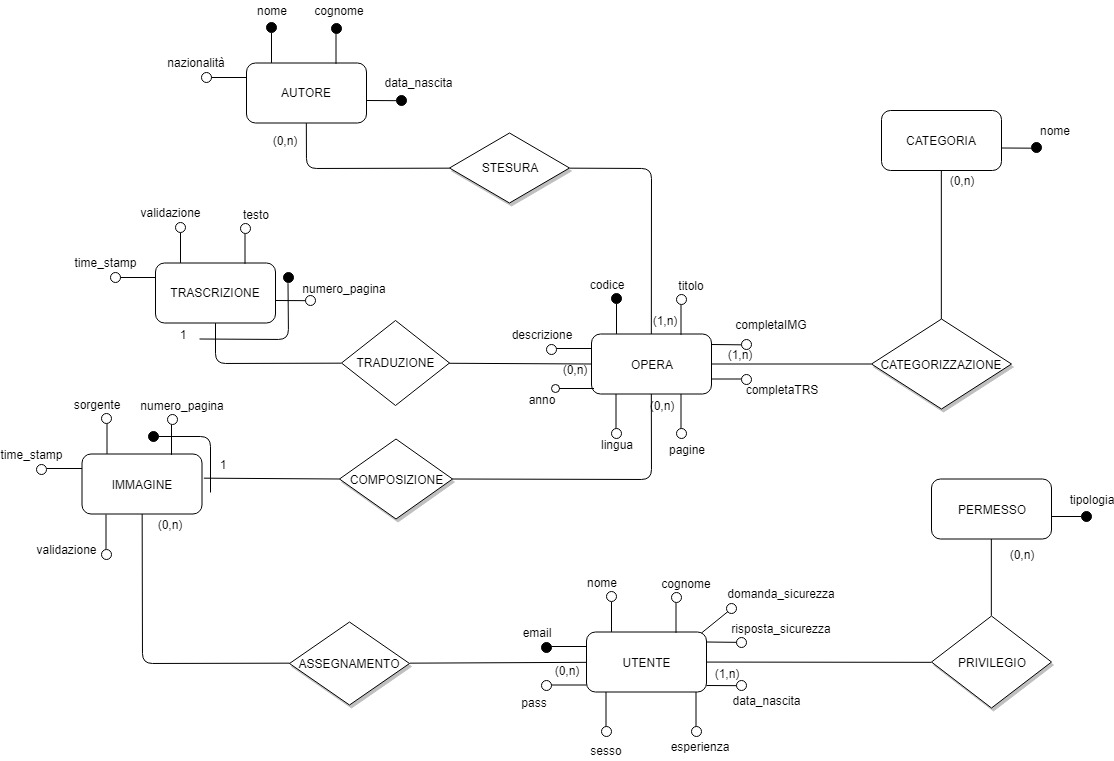 nome
cognome
nazionalità
AUTORE
data_nascita
(0,n)
STESURA
CATEGORIA
nome
(0,n)
validazione
testo
time_stamp
TRASCRIZIONE
numero_pagina
1
TRADUZIONE
codice
titolo
descrizione
(1,n)
completaIMG
(1,n)
OPERA
(0,n)
anno
completaTRS
(0,n)
lingua
pagine
CATEGORIZZAZIONE
sorgente
numero_pagina
time_stamp
1
IMMAGINE
COMPOSIZIONE
(0,n)
validazione
PERMESSO
tipologia
(0,n)
nome
cognome
domanda_sicurezza
email
risposta_sicurezza
ASSEGNAMENTO
(0,n)
UTENTE
(1,n)
PRIVILEGIO
pass
data_nascita
sesso
esperienza